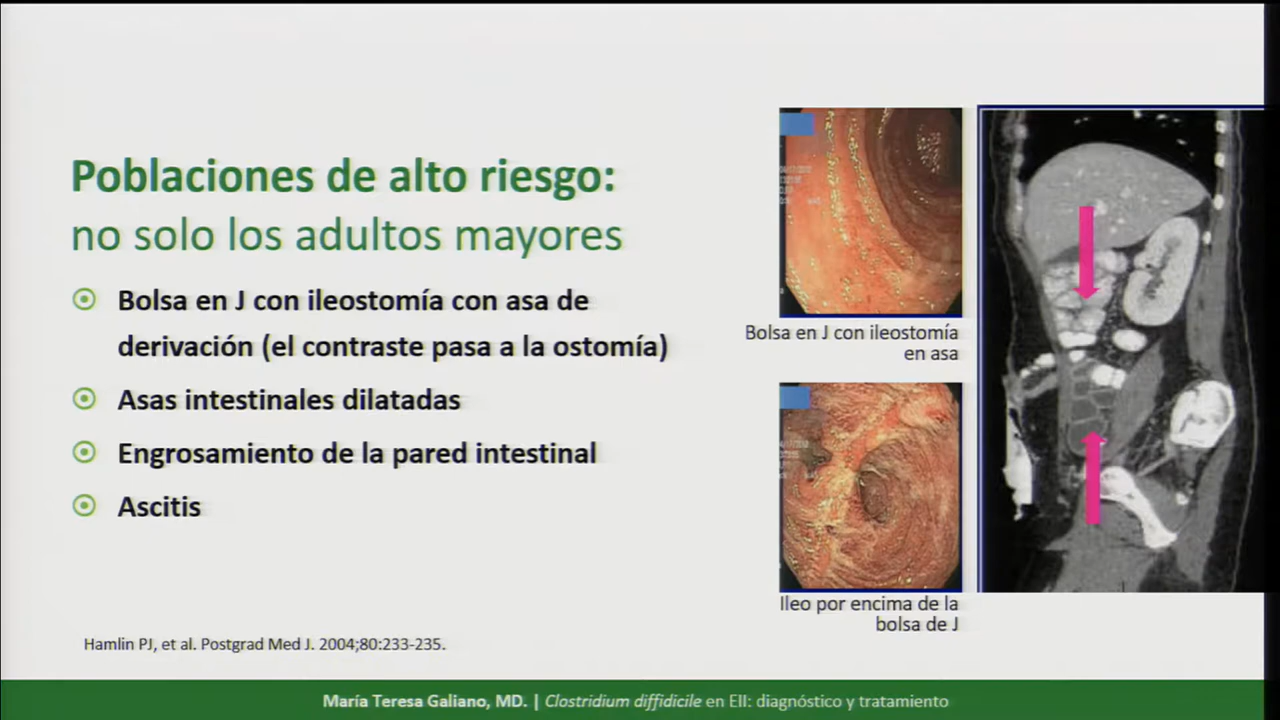 Poblaciones de alto riesgo:
no solo los adultos mayores
Bolsa en J con ileostomía con asa de
derivación (el contraste pasa a la ostomía)
Asas intestinales dilatadas
Engrosamiento de la pared intestinal
Ascitis
Bolsa en J con ileostomía
en asa
Ileo por encima de la
bolsa de J
Hamlin PJ, et al. Postgrad Med J. 2004;80:233-235.
María Teresa Galiano, MD. | Clostridium diffidicile en EII: diagnóstico y tratamiento